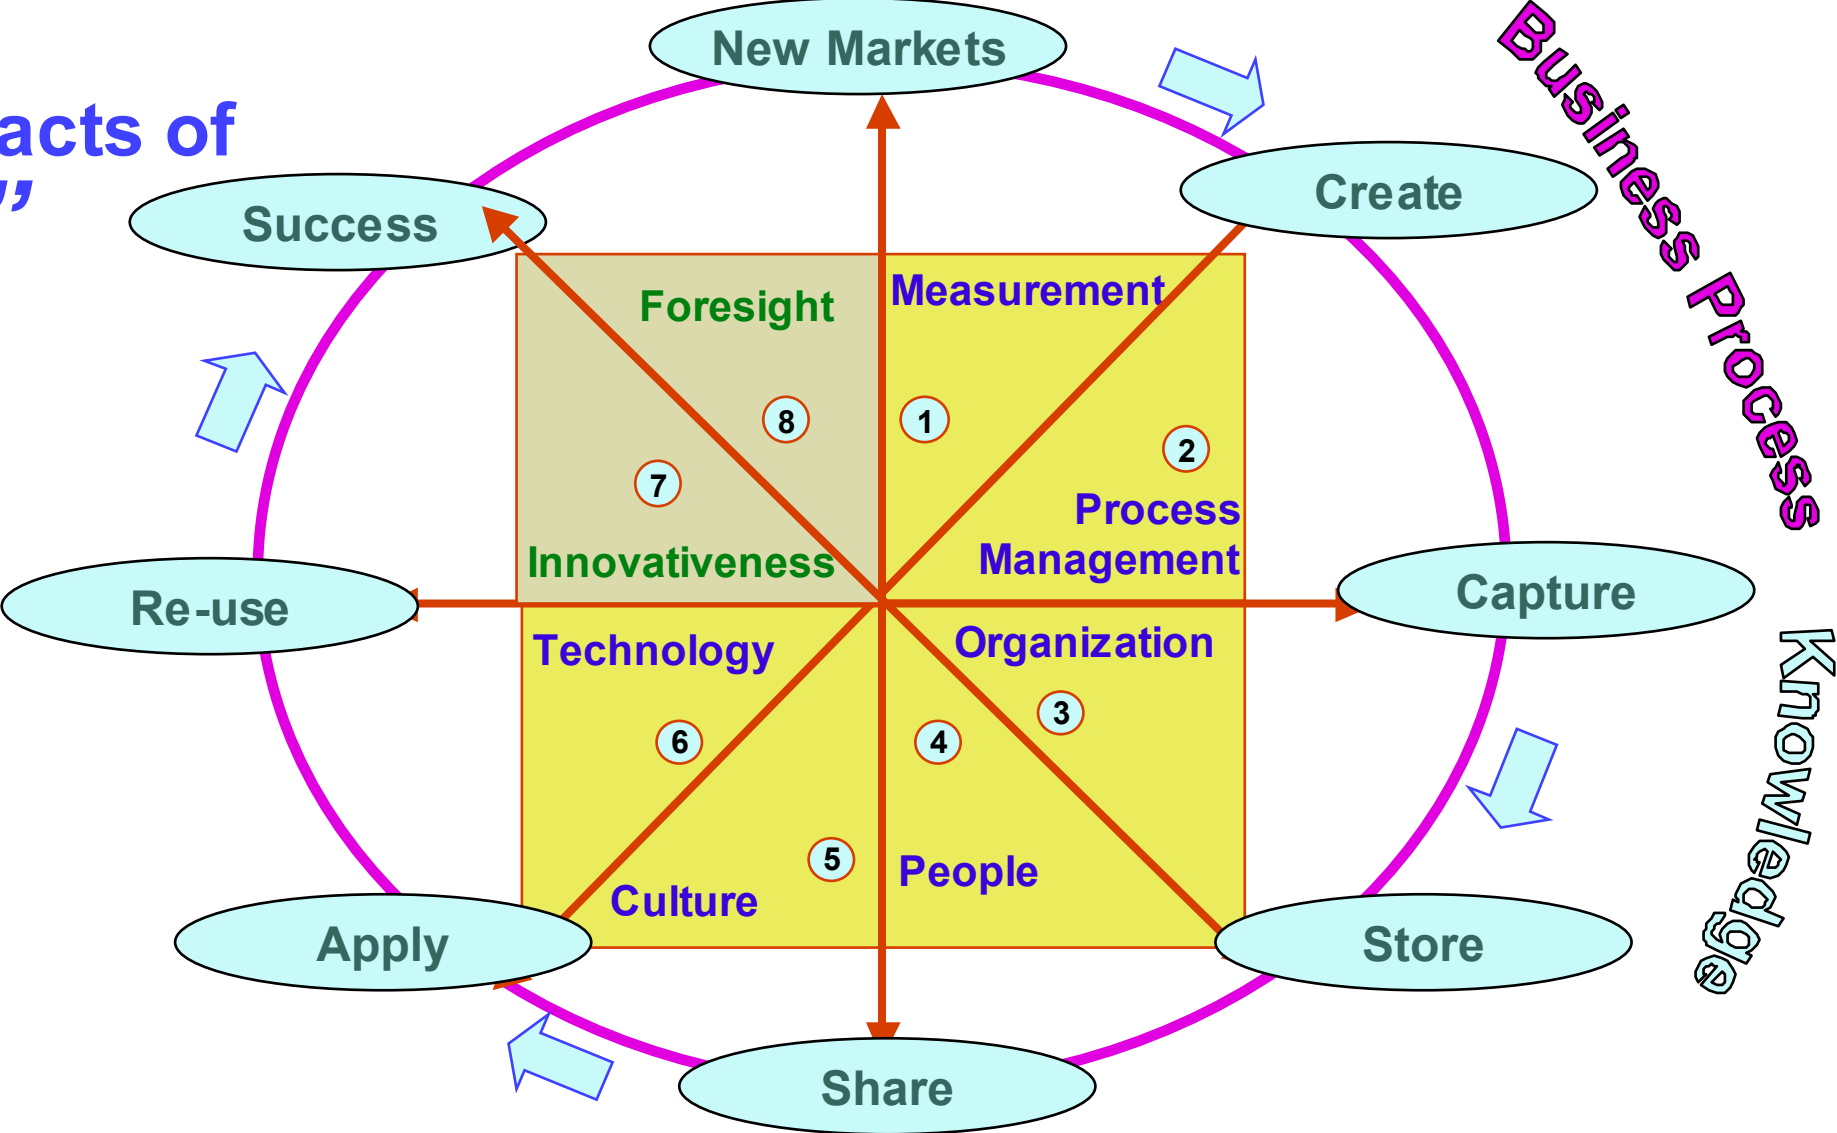 New Markets
Business Process
acts of
”
Success
Create
Foresight
Measurement
8
1
2
7
Process
Management
Innovativeness
Re-use
Capture
Technology
Organization
Knowledge
3
6
4
5
People
Culture
Apply
Store
Share